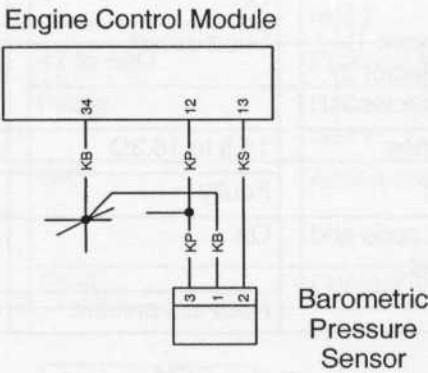 Engine Control Module
34 12 13
KB KP KS
KP KB
3 1 2
Barometric
Pressure
Sensor